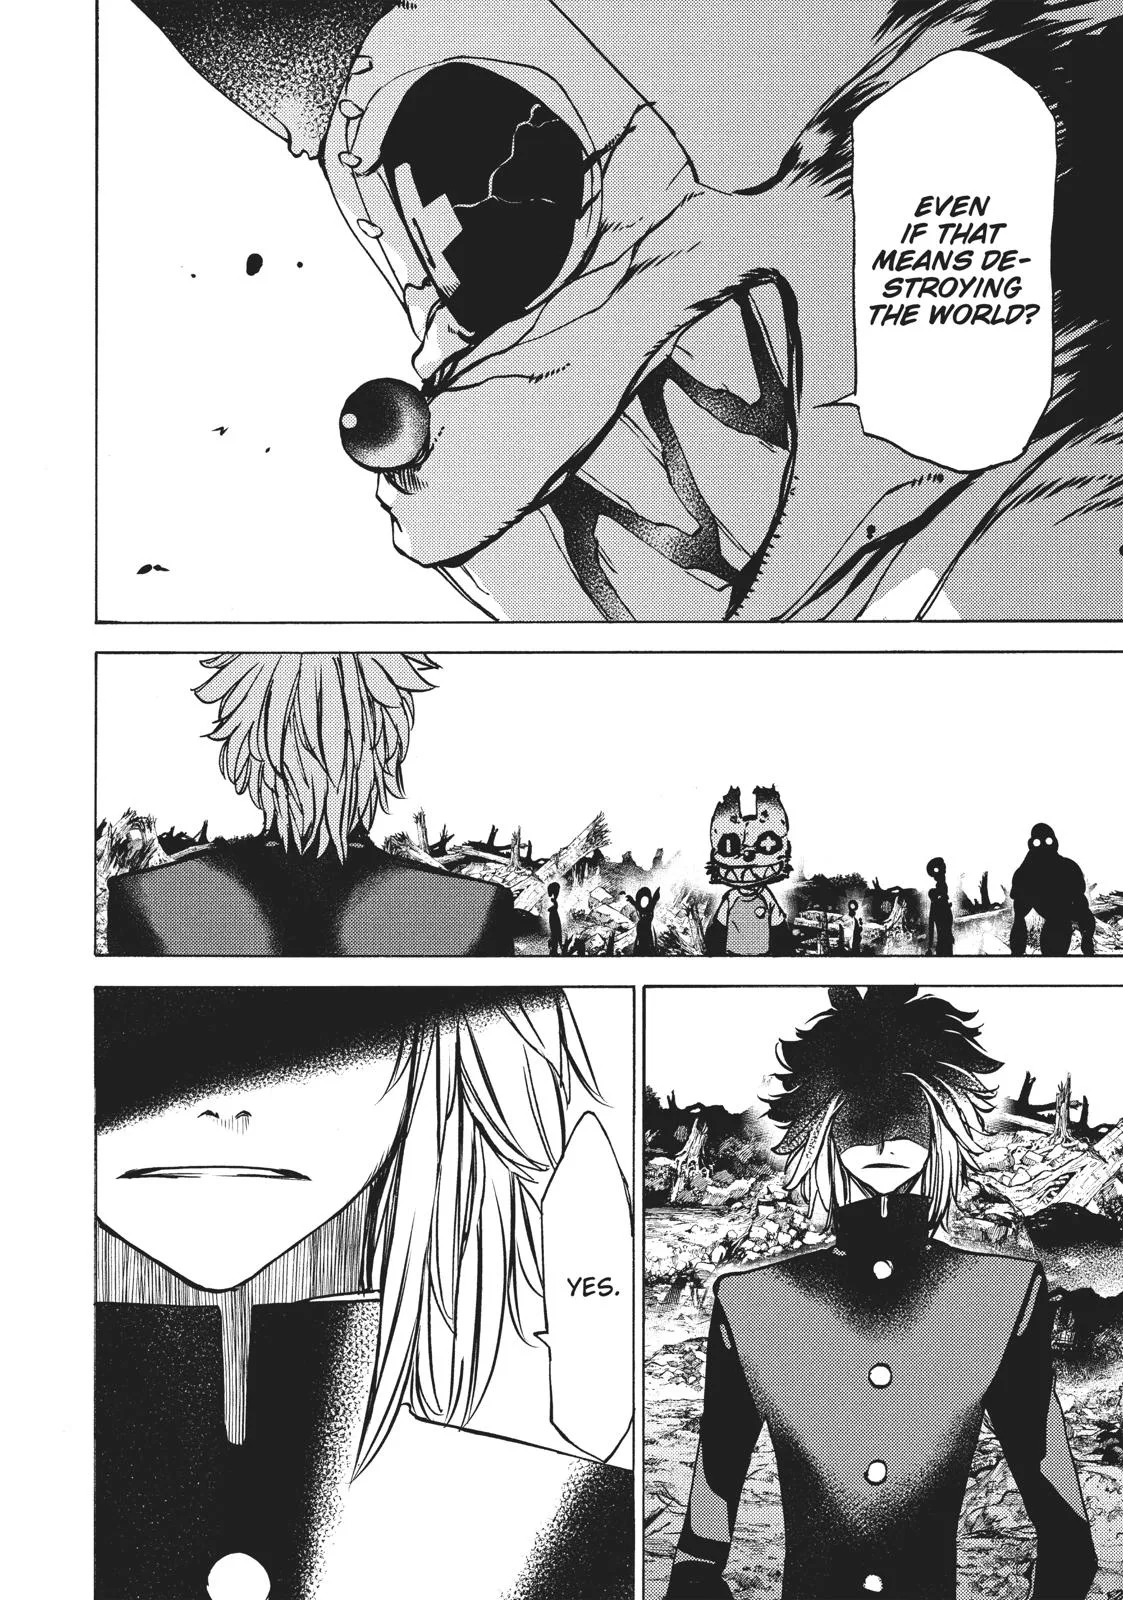 EVEN
IF THAT
MEANS DE-
STROYING
THE WORLD?
YES.